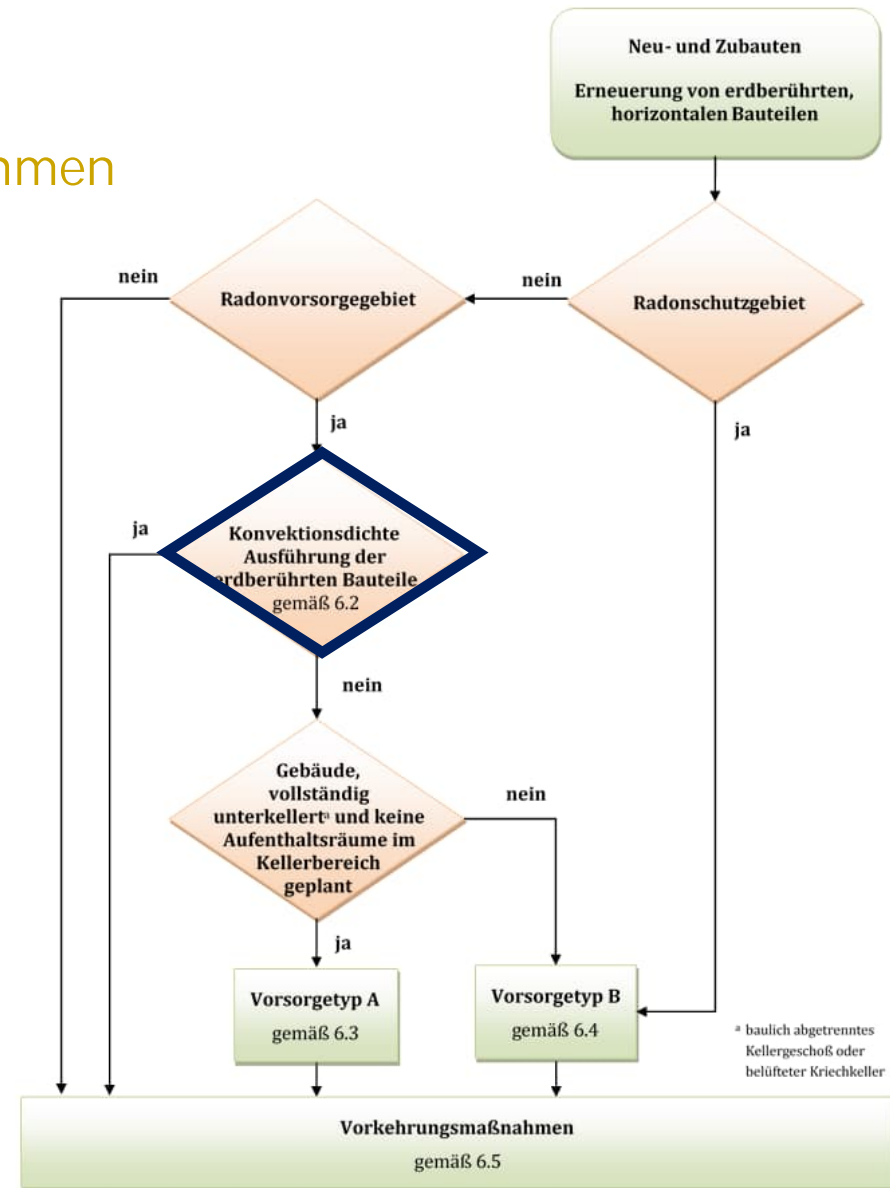 Neu- und Zubauten
Erneuerung von erdberührten,
horizontalen Bauteilen
hmen
nein
Radonvorsorgegebiet
nein
Radonschutzgebiet
ja
ja
ja
Konvektionsdichte
Ausführung der
erdberührten Bauteile
gemäß 6.2
nein
Gebäude,
vollständig
unterkellertᵃ und keine
Aufenthaltsräume im
Kellerbereich
geplant
nein
ja
Vorsorgetyp A
gemäß 6.3
Vorsorgetyp B
gemäß 6.4
ᵃ baulich abgetrenntes
Kellergeschoß oder
belüfteter Kriechkeller
Vorkehrungsmaßnahmen
gemäß 6.5